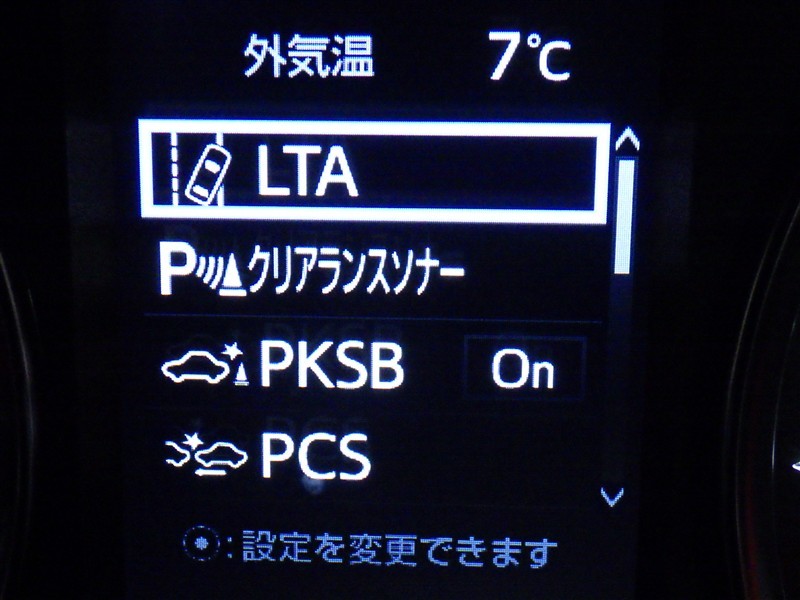 外気温 7℃
LTA
Pクリアランスソナー
PKSB On
PCS
:設定を変更できます